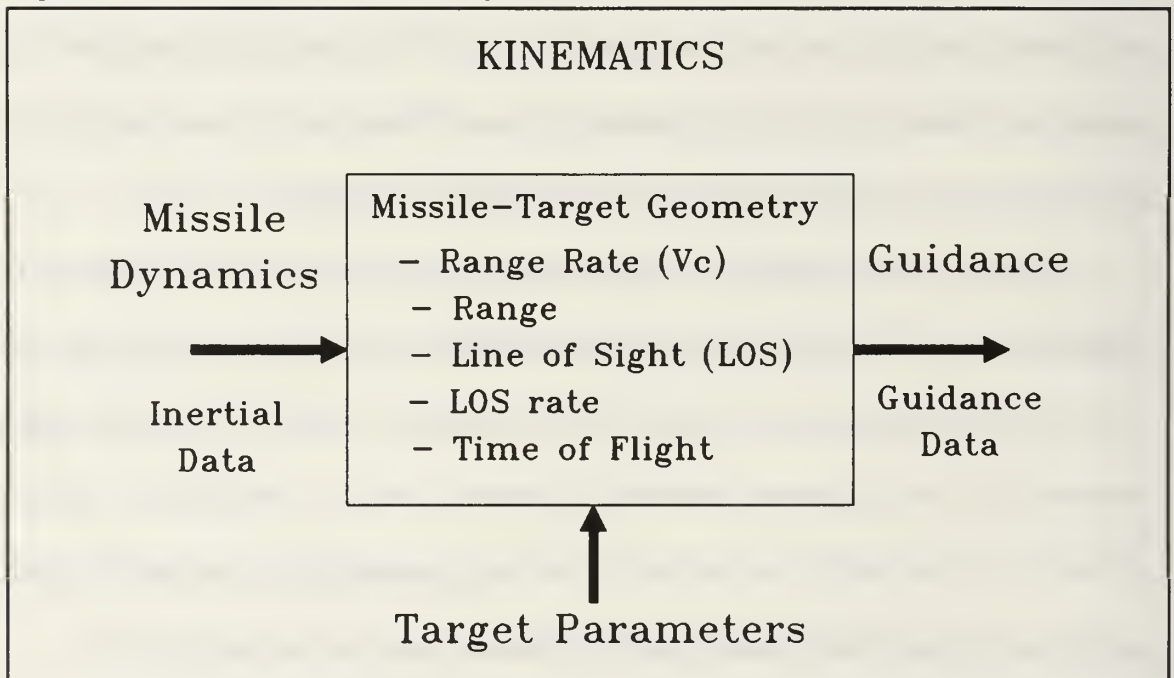 KINEMATICS
Missile
Dynamics
Inertial
Data
Missile-Target Geometry
- Range Rate (Vc)
- Range
- Line of Sight (LOS)
- LOS rate
- Time of Flight
Guidance
Guidance
Data
Target Parameters